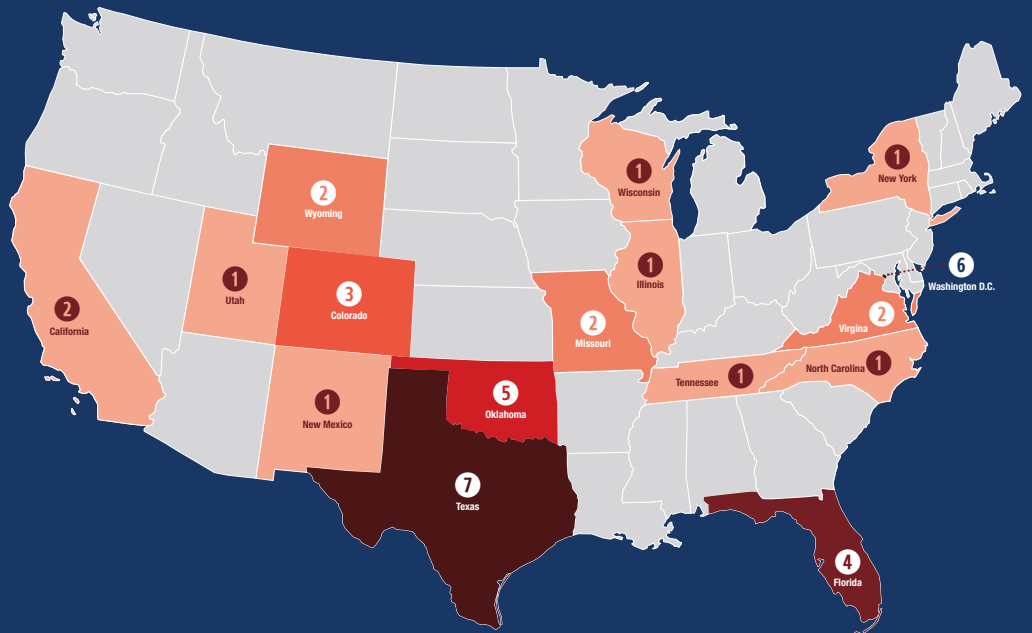 1
New York
1
Wisconsin
2
Wyoming
6
Washington D.C.
1
Illinois
1
Utah
3
Colorado
2
California
2
Virgina
2
Missouri
1
North Carolina
1
Tennessee
5
Oklahoma
1
New Mexico
7
Texas
4
Florida